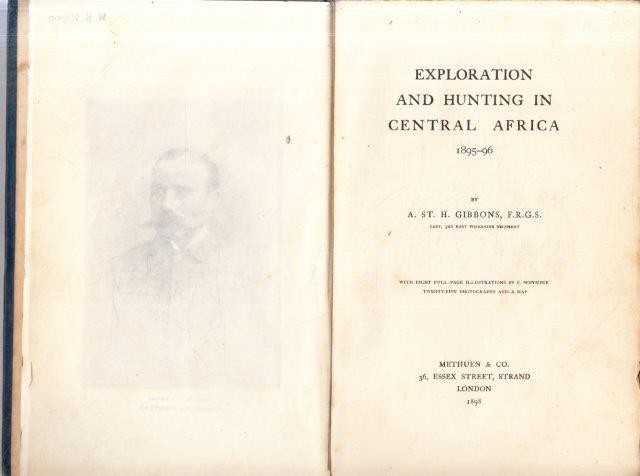 W. R. Wilson.
EXPLORATION
AND HUNTING IN
CENTRAL AFRICA
1895–96
BY
A. ST. H. GIBBONS, F.R.G.S.
CAPT. 3RD EAST YORKSHIRE REGIMENT
WITH EIGHT FULL-PAGE ILLUSTRATIONS BY C. WHYMPER
TWENTY-FIVE PHOTOGRAPHS AND A MAP
METHUEN & CO.
36, ESSEX STREET, STRAND
LONDON
1898